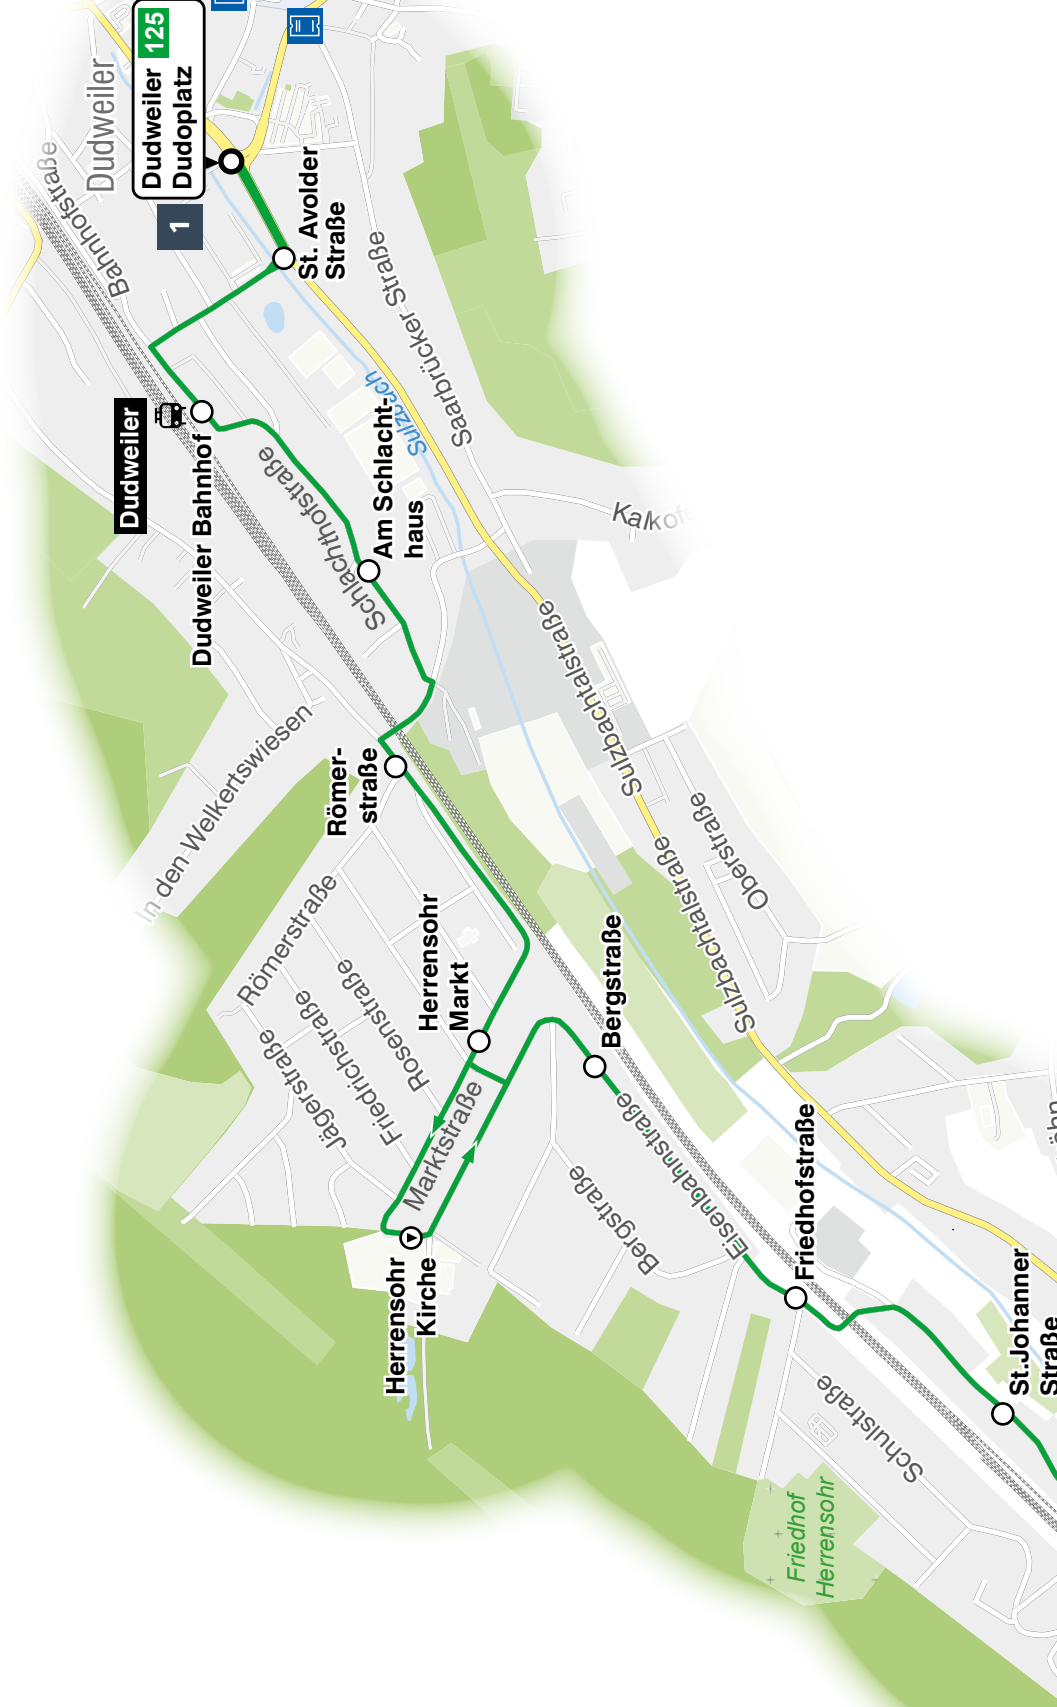 Dudweiler
125
Dudoplatz
1
Dudweiler
Bahnhofstraße
Bahnhofstraße
St. Avolder
Straße
Saarbrücker Straße
Dudweiler
Dudweiler Bahnhof
Schlachthofstraße
Sulzbach
Am Schlacht-
haus
Sulzbachtalstraße
In den Welkertswiesen
Römer-
straße
Römerstraße
Oberstraße
Sulzbachtalstraße
Herrensohr
Markt
Rosenstraße
Friedrichstraße
Jägerstraße
Marktstraße
Bergstraße
Eisenbahnstraße
Bergstraße
Herrensohr
Kirche
Friedhofstraße
St.Johanner
Straße
Schulstraße
Friedhof
Herrensohr